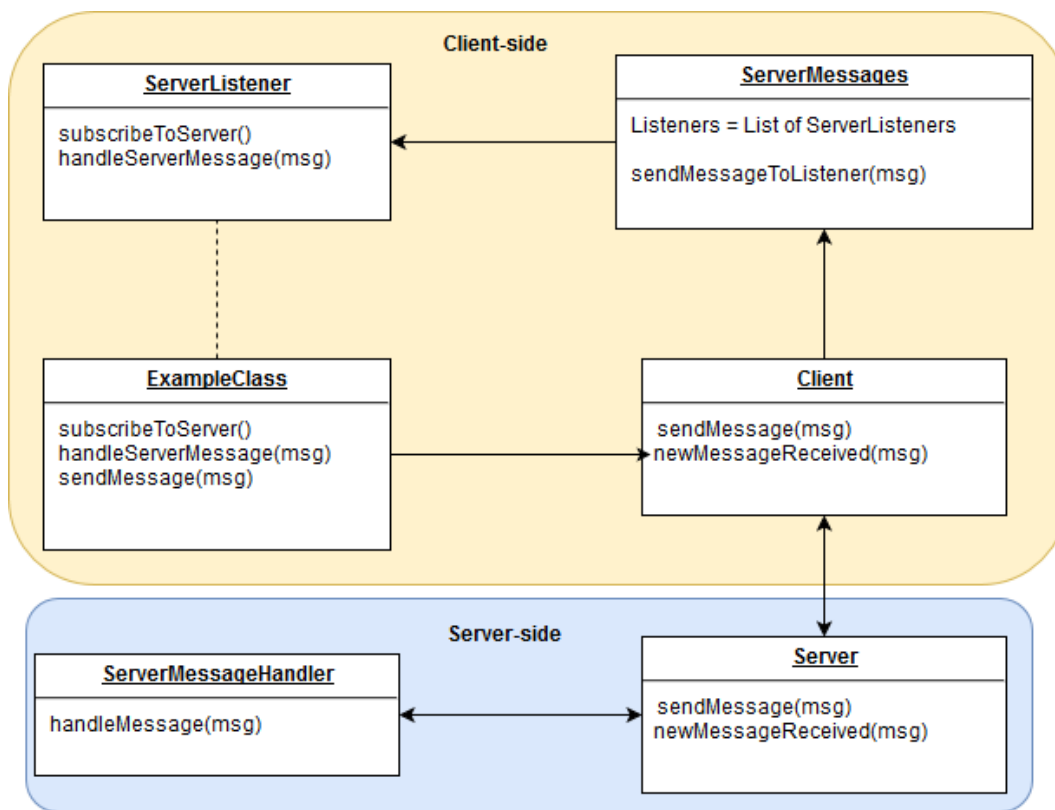 Client-side
ServerListener
subscribeToServer()
handleServerMessage(msg)
ServerMessages
Listeners = List of ServerListeners
sendMessageToListener(msg)
ExampleClass
subscribeToServer()
handleServerMessage(msg)
sendMessage(msg)
Client
sendMessage(msg)
newMessageReceived(msg)
Server-side
ServerMessageHandler
handleMessage(msg)
Server
sendMessage(msg)
newMessageReceived(msg)